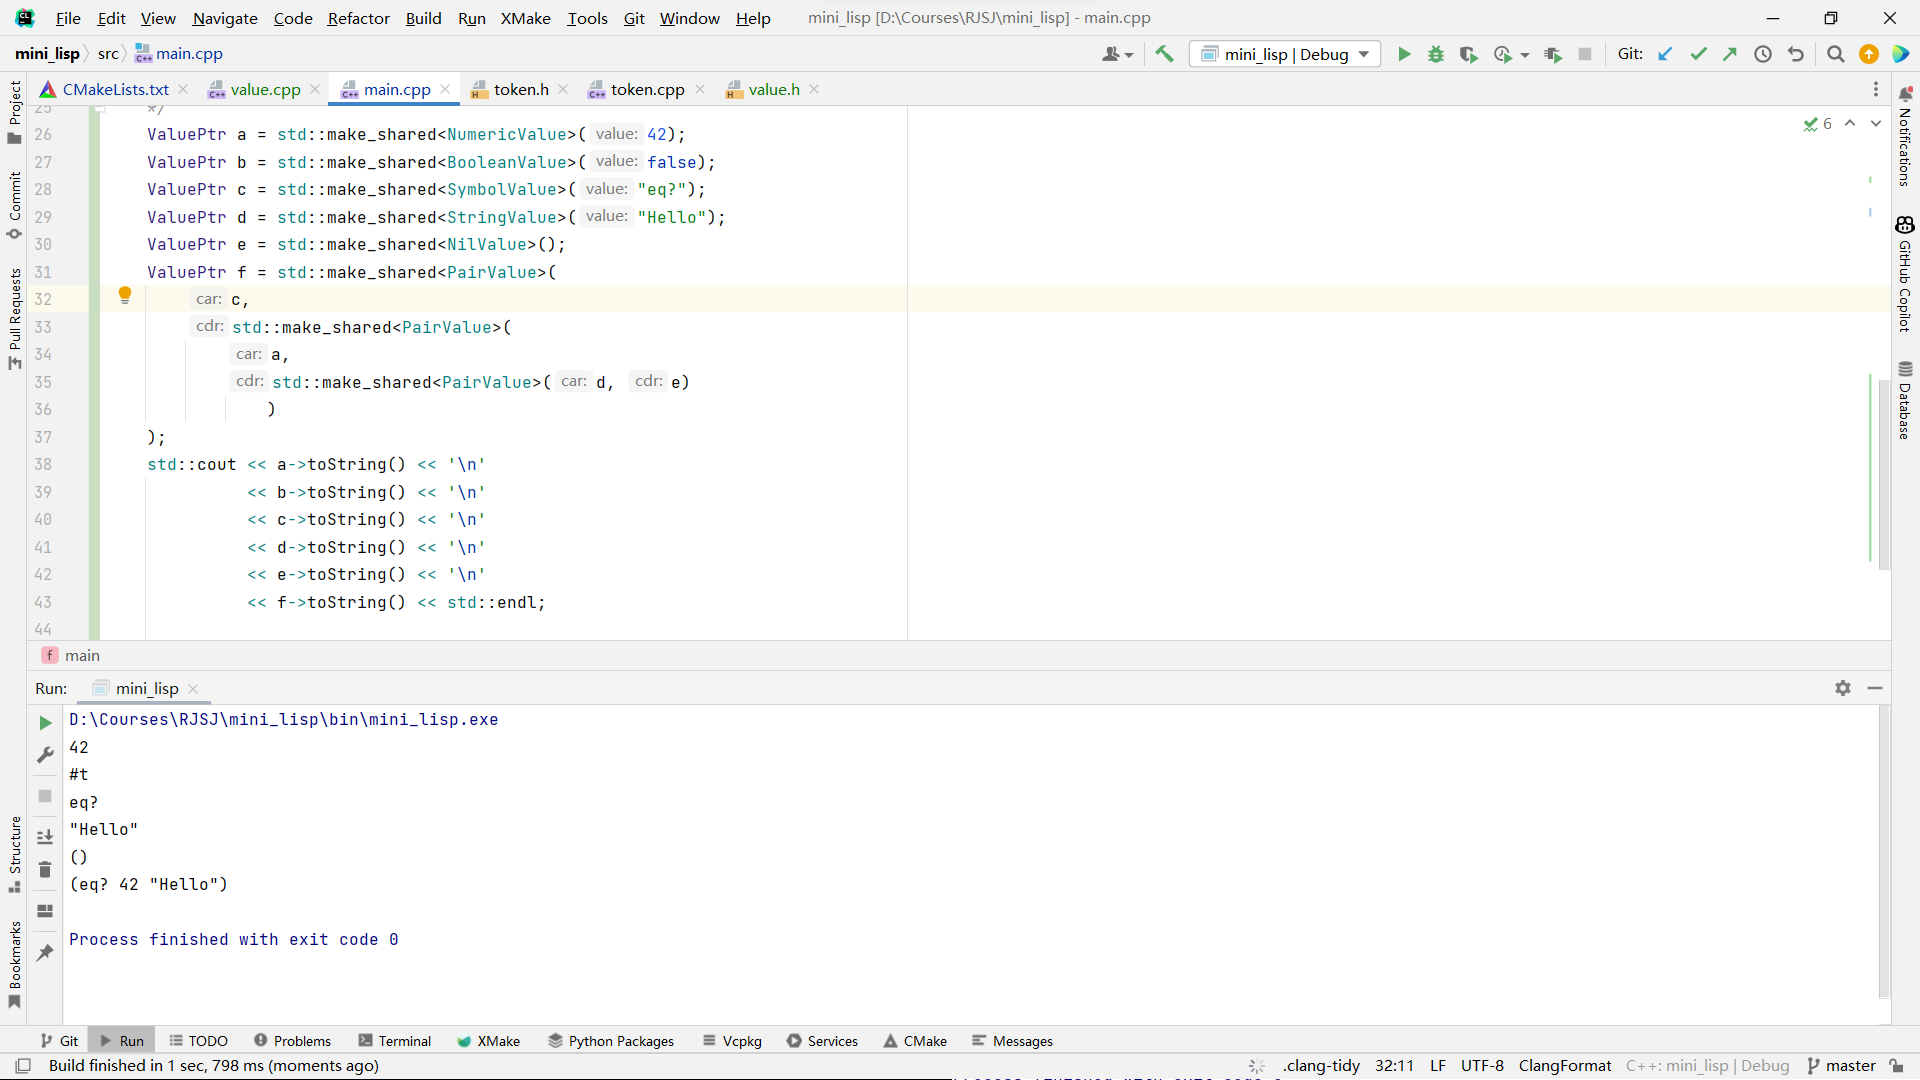 File Edit View Navigate Code Refactor Build Run XMake Tools Git Window Help mini_lisp [D:\Courses\RJSJ\mini_lisp] - main.cpp
mini_lisp src main.cpp mini_lisp | Debug Git:
CMakeLists.txt value.cpp main.cpp token.h token.cpp value.h
25 */
26 ValuePtr a = std::make_shared<NumericValue>( value: 42);
27 ValuePtr b = std::make_shared<BooleanValue>( value: false);
28 ValuePtr c = std::make_shared<SymbolValue>( value: "eq?");
29 ValuePtr d = std::make_shared<StringValue>( value: "Hello");
30 ValuePtr e = std::make_shared<NilValue>();
31 ValuePtr f = std::make_shared<PairValue>(
32 car: c,
33 cdr: std::make_shared<PairValue>(
34 car: a,
35 cdr: std::make_shared<PairValue>( car: d, cdr: e)
36 )
37 );
38 std::cout << a->toString() << '\n'
39 << b->toString() << '\n'
40 << c->toString() << '\n'
41 << d->toString() << '\n'
42 << e->toString() << '\n'
43 << f->toString() << std::endl;
44
6
Project
Commit
Pull Requests
Structure
Bookmarks
Notifications
GitHub Copilot
Database
f main
Run: mini_lisp
D:\Courses\RJSJ\mini_lisp\bin\mini_lisp.exe
42
#t
eq?
"Hello"
()
(eq? 42 "Hello")
Process finished with exit code 0
Git Run TODO Problems Terminal XMake Python Packages Vcpkg Services CMake Messages
Build finished in 1 sec, 798 ms (moments ago) .clang-tidy 32:11 LF UTF-8 ClangFormat C++: mini_lisp | Debug master